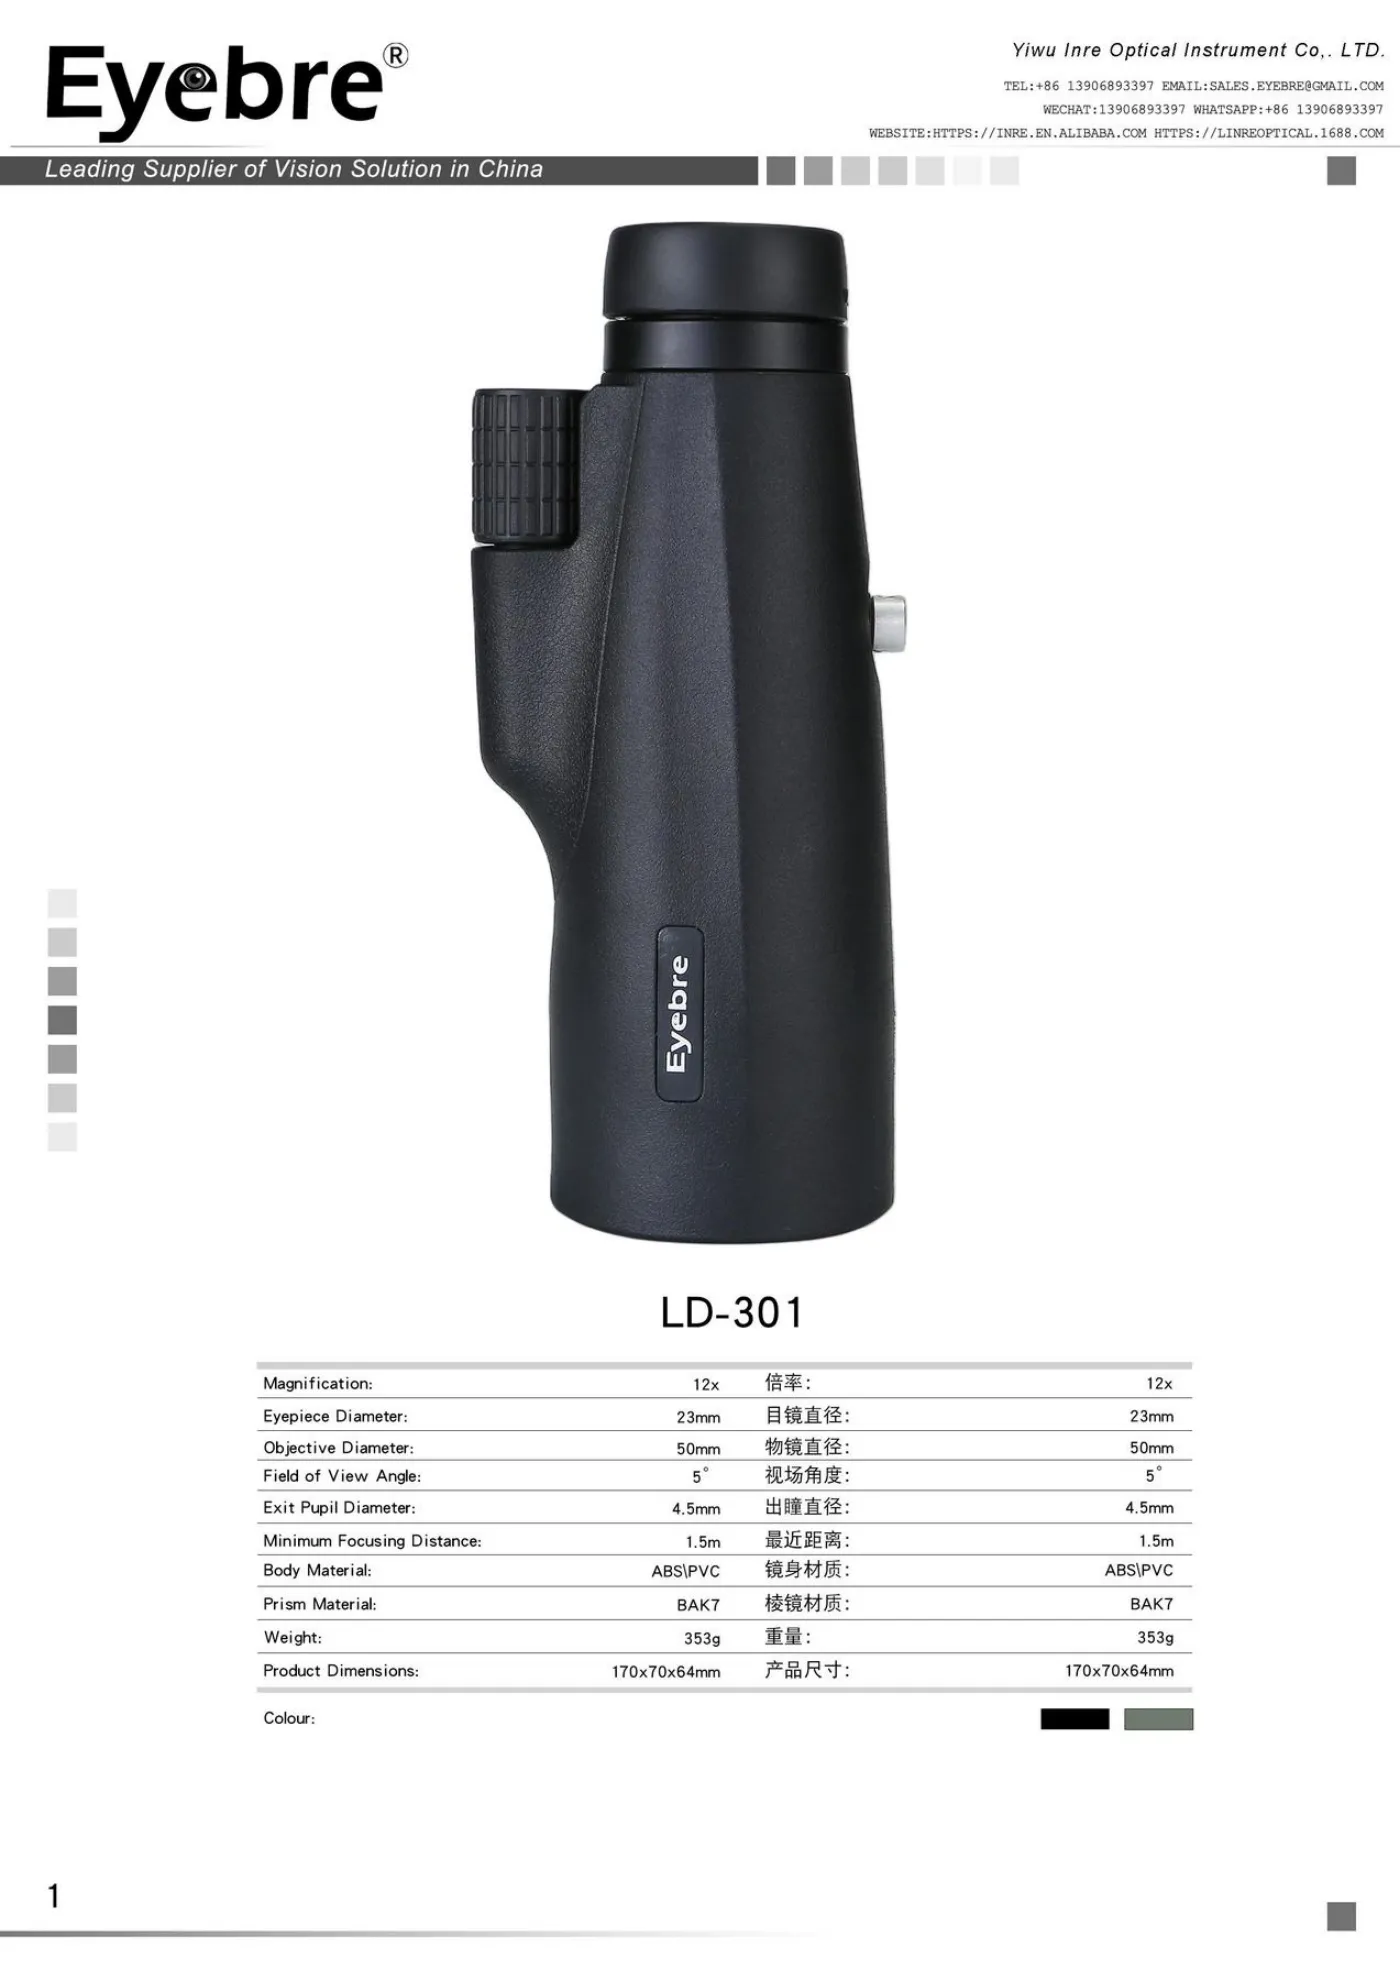 Eyebre®
Yiwu Inre Optical Instrument Co,. LTD.
TEL:+86 13906893397 EMAIL:SALES.EYEBRE@GMAIL.COM
WECHAT:13906893397 WHATSAPP:+86 13906893397
WEBSITE:HTTPS://INRE.EN.ALIBABA.COM HTTPS://LINREOPTICAL.1688.COM
Leading Supplier of Vision Solution in China
Eyebre
LD-301
Magnification: 12x 倍率: 12x
Eyepiece Diameter: 23mm 目镜直径: 23mm
Objective Diameter: 50mm 物镜直径: 50mm
Field of View Angle: 5° 视场角度: 5°
Exit Pupil Diameter: 4.5mm 出瞳直径: 4.5mm
Minimum Focusing Distance: 1.5m 最近距离: 1.5m
Body Material: ABS\PVC 镜身材质: ABS\PVC
Prism Material: BAK7 棱镜材质: BAK7
Weight: 353g 重量: 353g
Product Dimensions: 170x70x64mm 产品尺寸: 170x70x64mm
Colour:
1